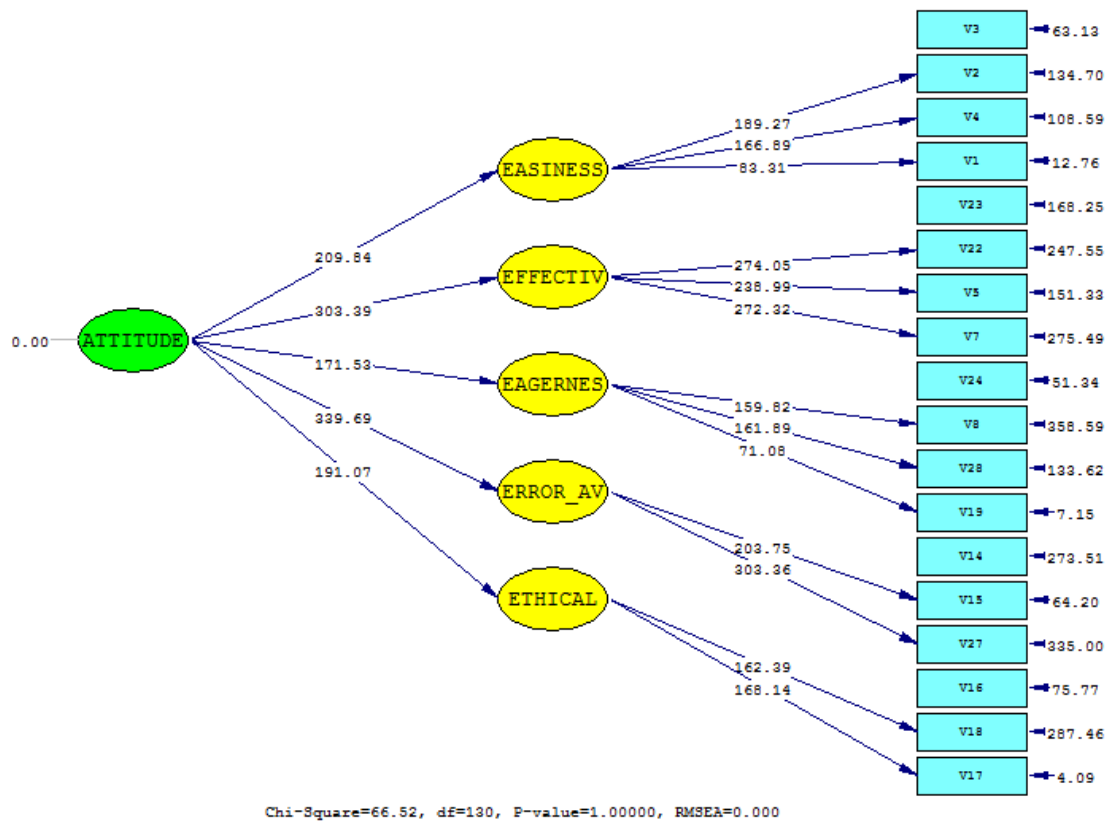 V3 63.13
V2 134.70
189.27
V4 108.59
166.89
V1 12.76
83.31
EASINESS
V23 168.25
V22 247.55
209.84
274.05
EFFECTIV
238.99
V5 151.33
303.39
272.32
V7 275.49
0.00 ATTITUDE
171.53
V24 51.34
EAGERNES
159.82
339.69
V8 358.59
161.89
71.08
V28 133.62
191.07
ERROR_AV
V19 7.15
203.75
V14 273.51
303.36
ETHICAL
V15 64.20
V27 335.00
162.39
V16 75.77
168.14
V18 287.46
V17 4.09
Chi-Square=66.52, df=130, P-value=1.00000, RMSEA=0.000